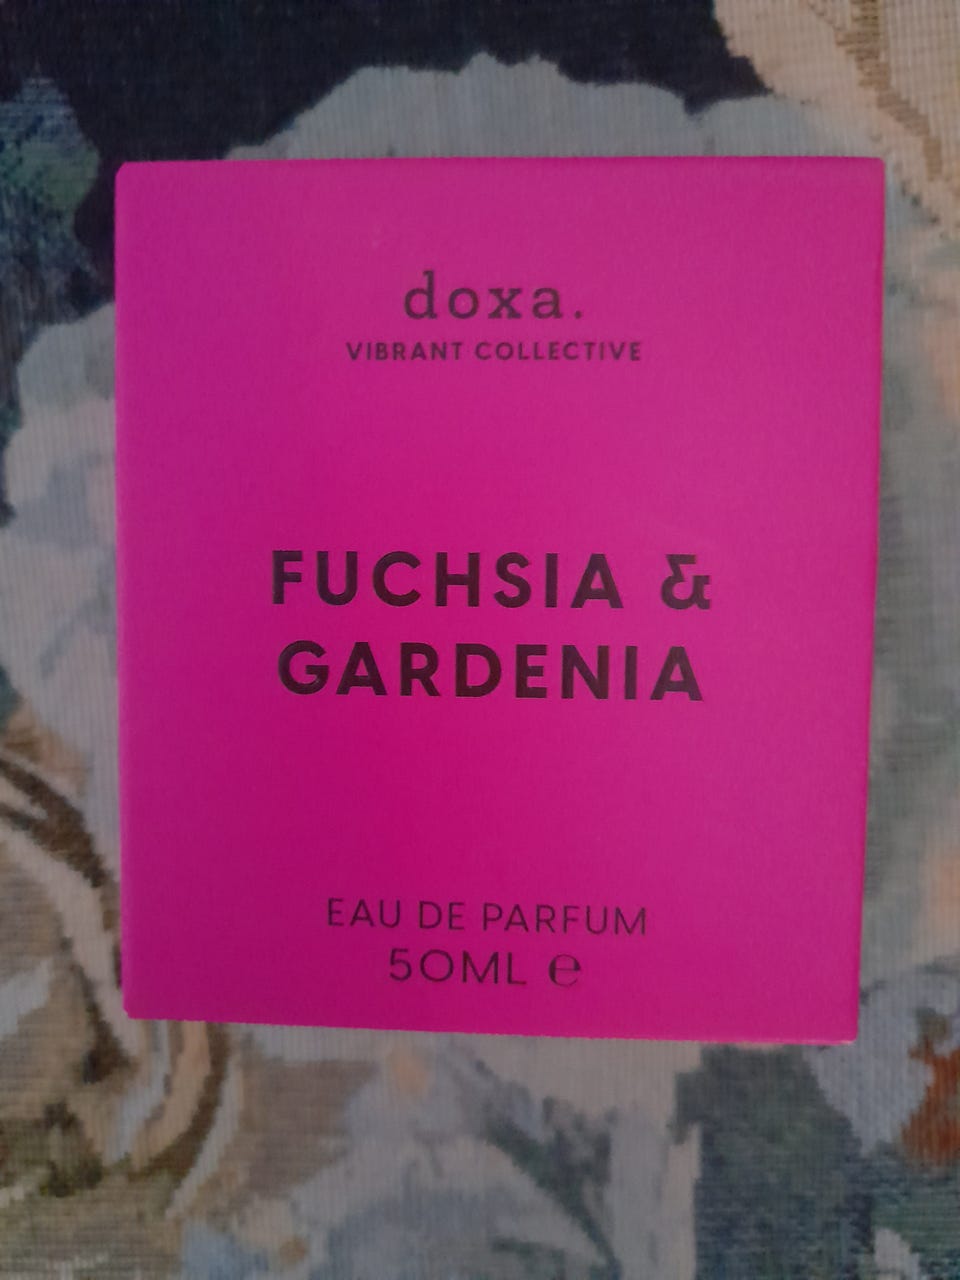 doxa.
VIBRANT COLLECTIVE
FUCHSIA &
GARDENIA
EAU DE PARFUM
50ML ℮